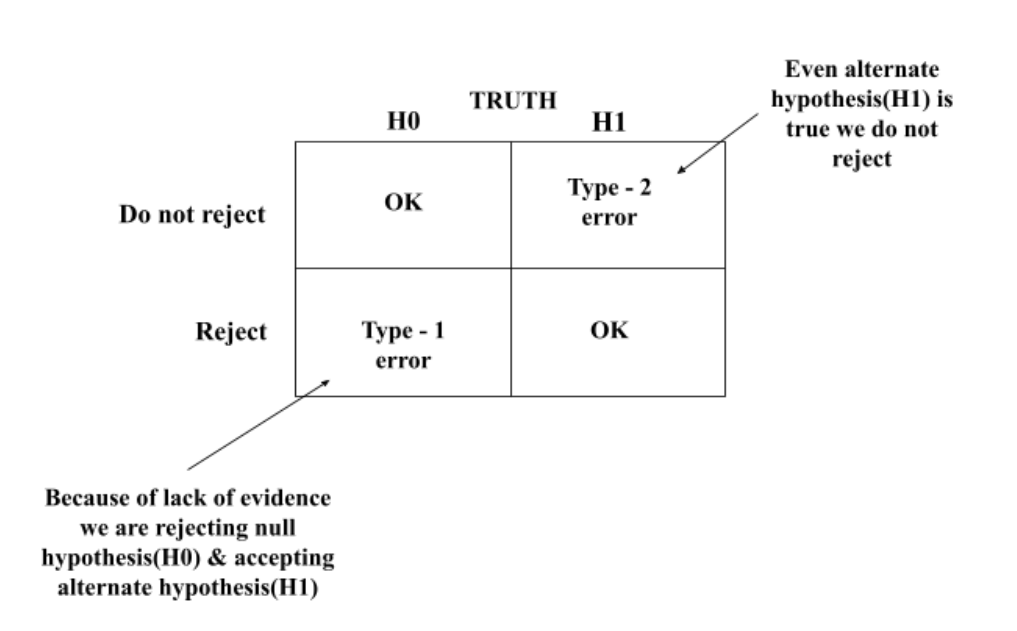 Even alternate
hypothesis(H1) is
true we do not
reject
TRUTH
H0
H1
Do not reject
OK
Type - 2
error
Reject
Type - 1
error
OK
Because of lack of evidence
we are rejecting null
hypothesis(H0) & accepting
alternate hypothesis(H1)